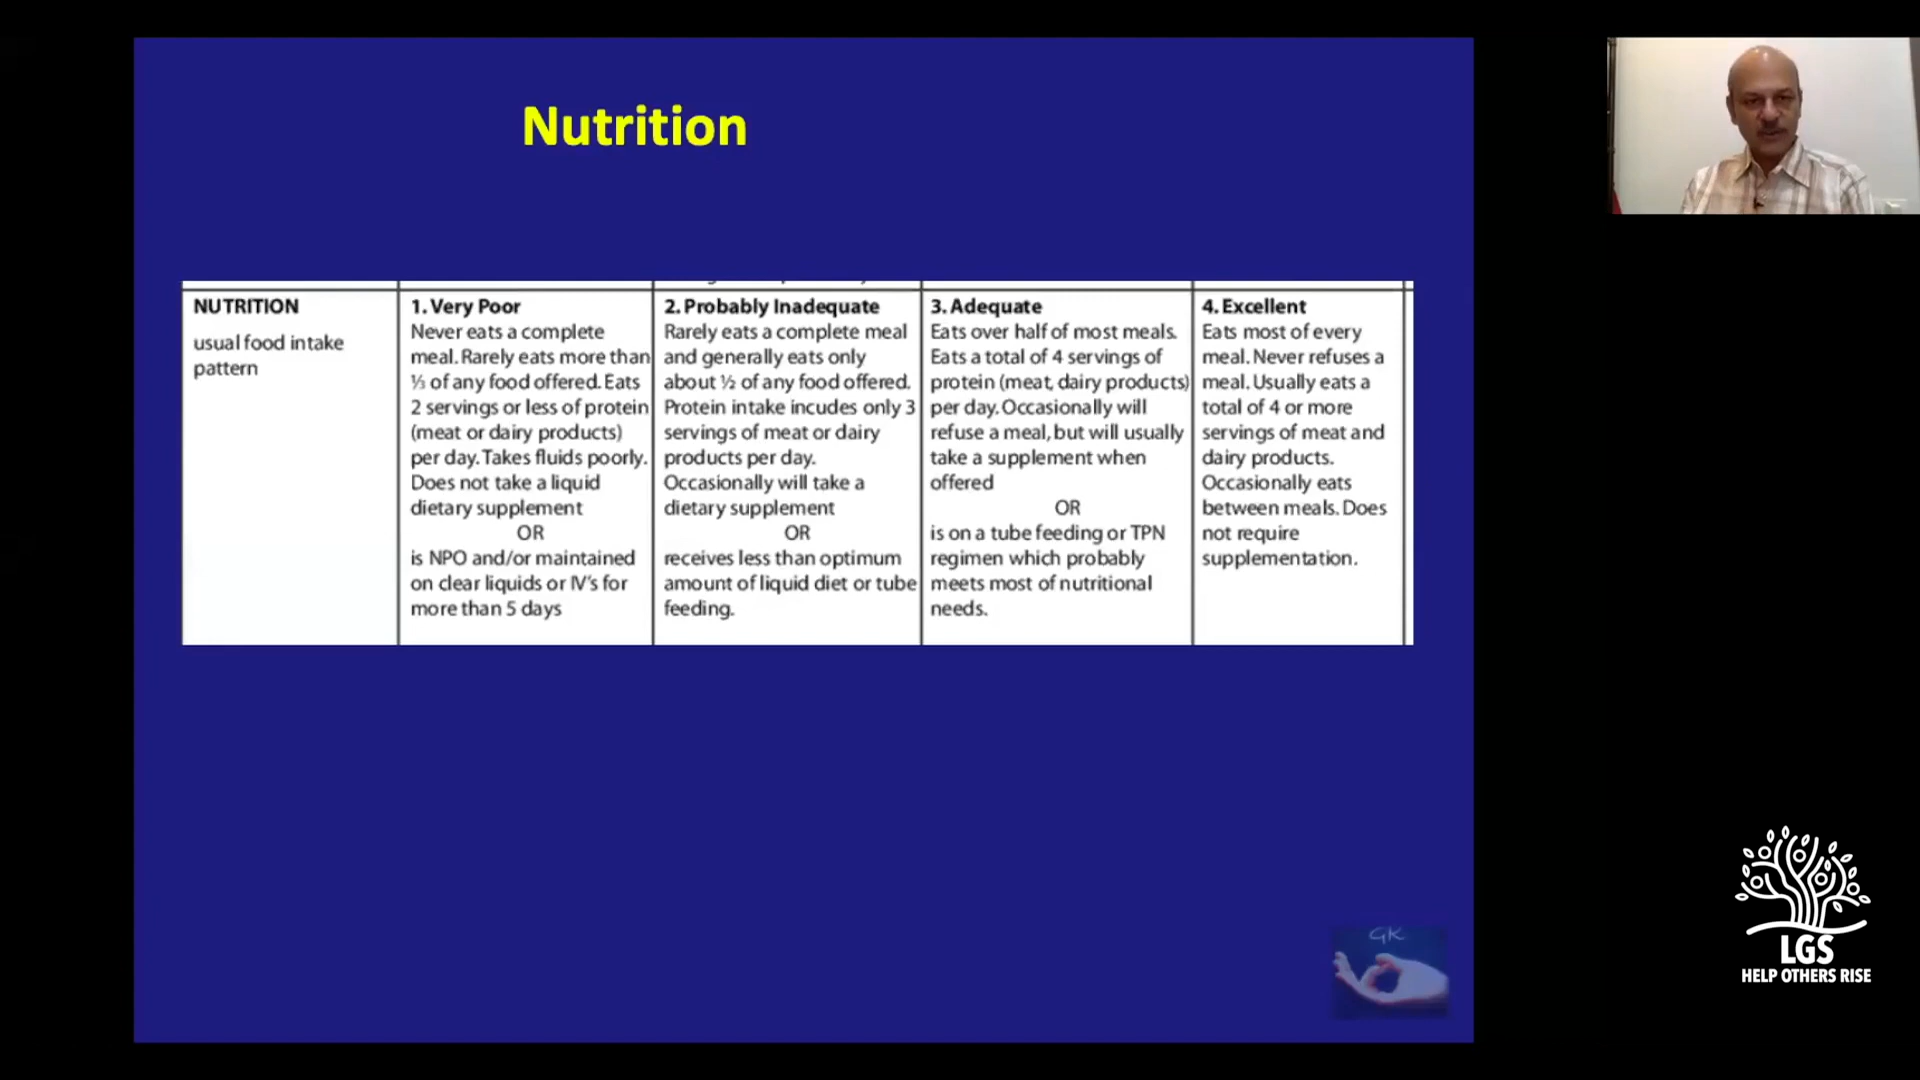 Nutrition
NUTRITION
usual food intake
pattern
1. Very Poor
Never eats a complete
meal. Rarely eats more than
⅓ of any food offered. Eats
2 servings or less of protein
(meat or dairy products)
per day. Takes fluids poorly.
Does not take a liquid
dietary supplement
OR
is NPO and/or maintained
on clear liquids or IV's for
more than 5 days
2. Probably Inadequate
Rarely eats a complete meal
and generally eats only
about ½ of any food offered.
Protein intake incudes only 3
servings of meat or dairy
products per day.
Occasionally will take a
dietary supplement
OR
receives less than optimum
amount of liquid diet or tube
feeding.
3. Adequate
Eats over half of most meals.
Eats a total of 4 servings of
protein (meat, dairy products)
per day. Occasionally will
refuse a meal, but will usually
take a supplement when
offered
OR
is on a tube feeding or TPN
regimen which probably
meets most of nutritional
needs.
4. Excellent
Eats most of every
meal. Never refuses a
meal. Usually eats a
total of 4 or more
servings of meat and
dairy products.
Occasionally eats
between meals. Does
not require
supplementation.
GK
LGS
HELP OTHERS RISE